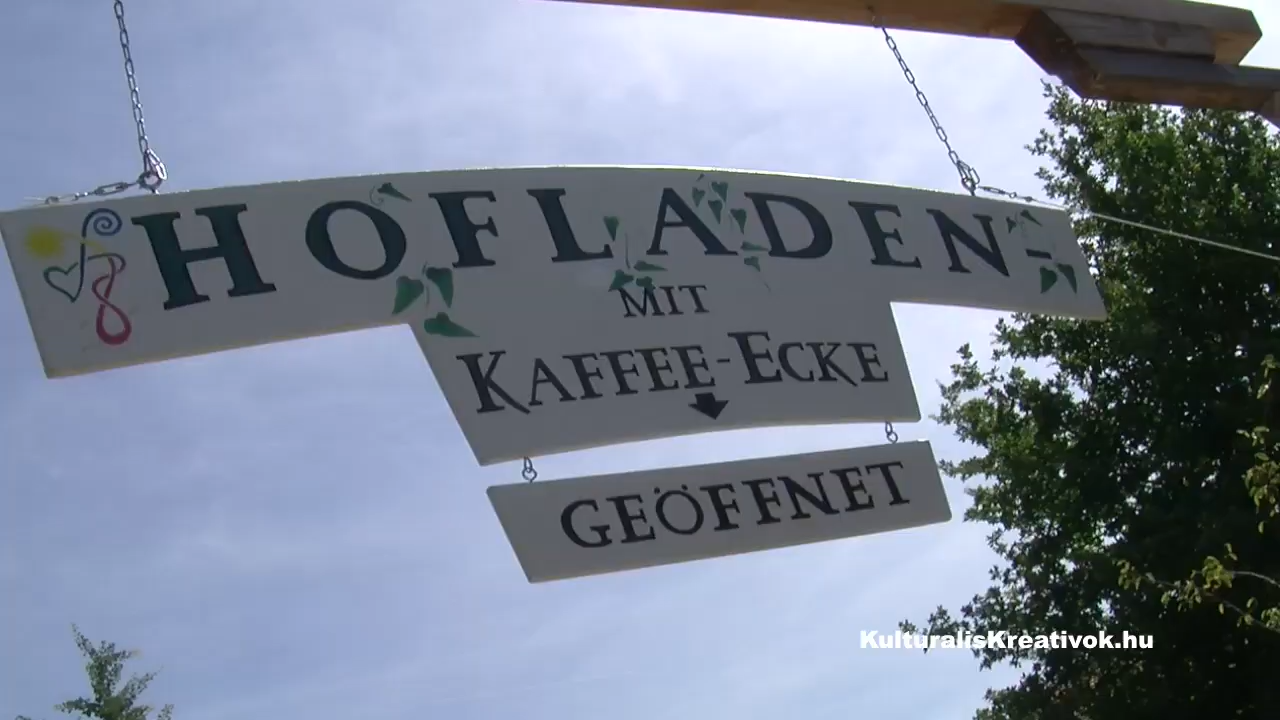 HOFLADEN-
MIT
KAFFEE-ECKE
GEÖFFNET
KulturalisKreativok.hu